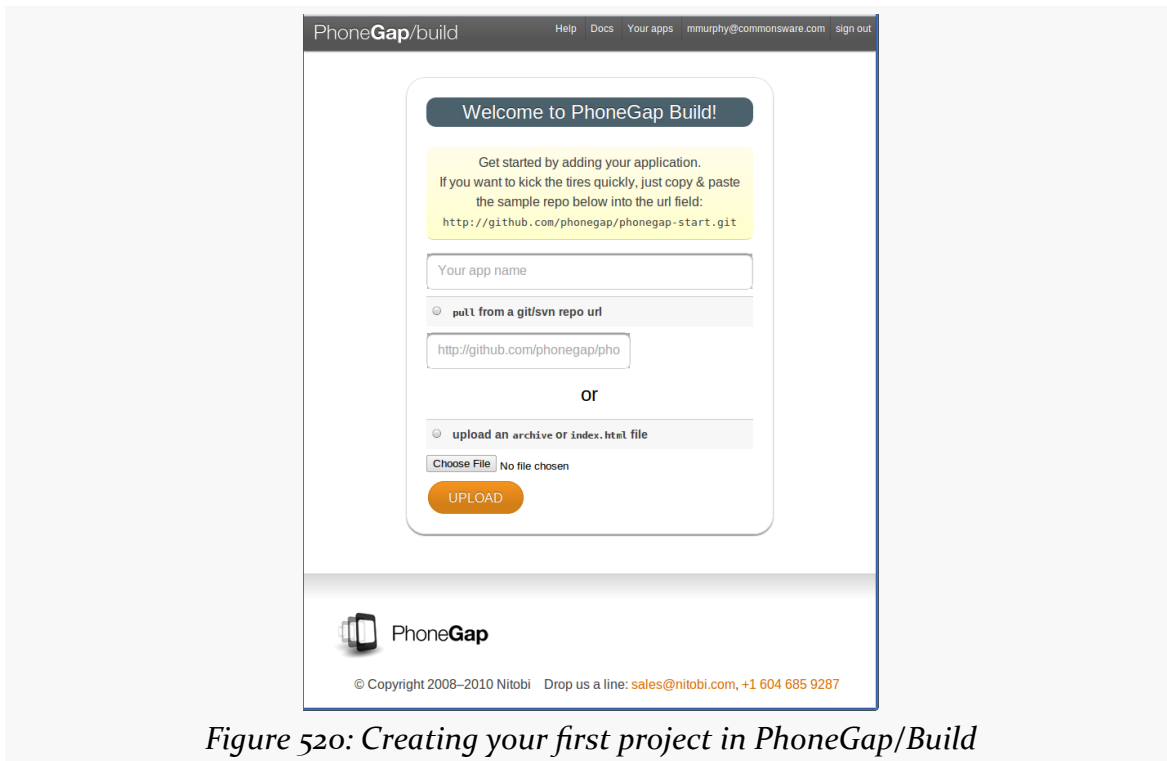 PhoneGap/build
Help Docs Your apps mmurphy@commonsware.com sign out
Welcome to PhoneGap Build!
Get started by adding your application.
If you want to kick the tires quickly, just copy & paste
the sample repo below into the url field:
http://github.com/phonegap/phonegap-start.git
Your app name
pull from a git/svn repo url
http://github.com/phonegap/pho
or
upload an archive or index.html file
Choose File No file chosen
UPLOAD
PhoneGap
© Copyright 2008–2010 Nitobi Drop us a line: sales@nitobi.com, +1 604 685 9287
Figure 520: Creating your first project in PhoneGap/Build